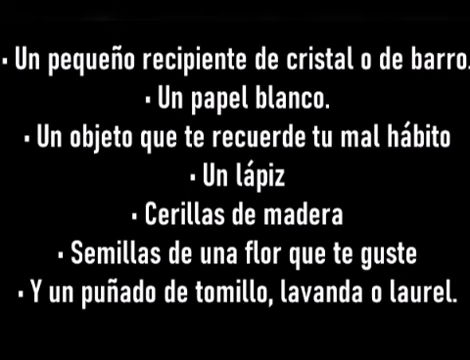 · Un pequeño recipiente de cristal o de barro.
· Un papel blanco.
· Un objeto que te recuerde tu mal hábito
· Un lápiz
· Cerillas de madera
· Semillas de una flor que te guste
· Y un puñado de tomillo, lavanda o laurel.